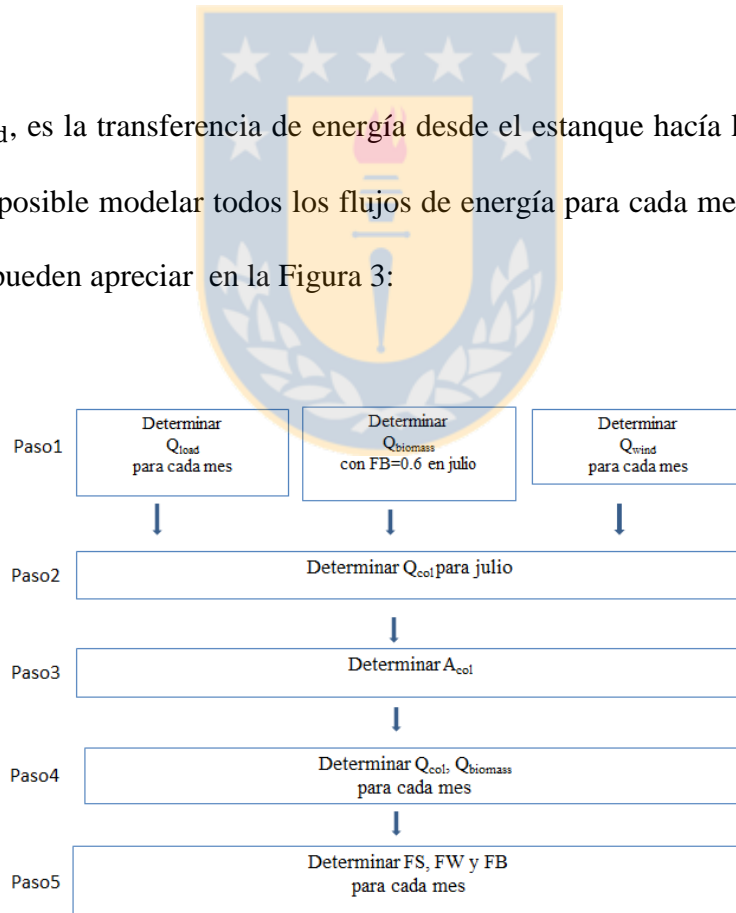 d, es la transferencia de energía desde el estanque hacía l
posible modelar todos los flujos de energía para cada me
pueden apreciar en la Figura 3:
Paso1
Determinar
Qload
para cada mes
Determinar
Qbiomass
con FB=0.6 en julio
Determinar
Qwind
para cada mes
Paso2
Determinar Qcol para julio
Paso3
Determinar Acol
Paso4
Determinar Qcol, Qbiomass
para cada mes
Paso5
Determinar FS, FW y FB
para cada mes